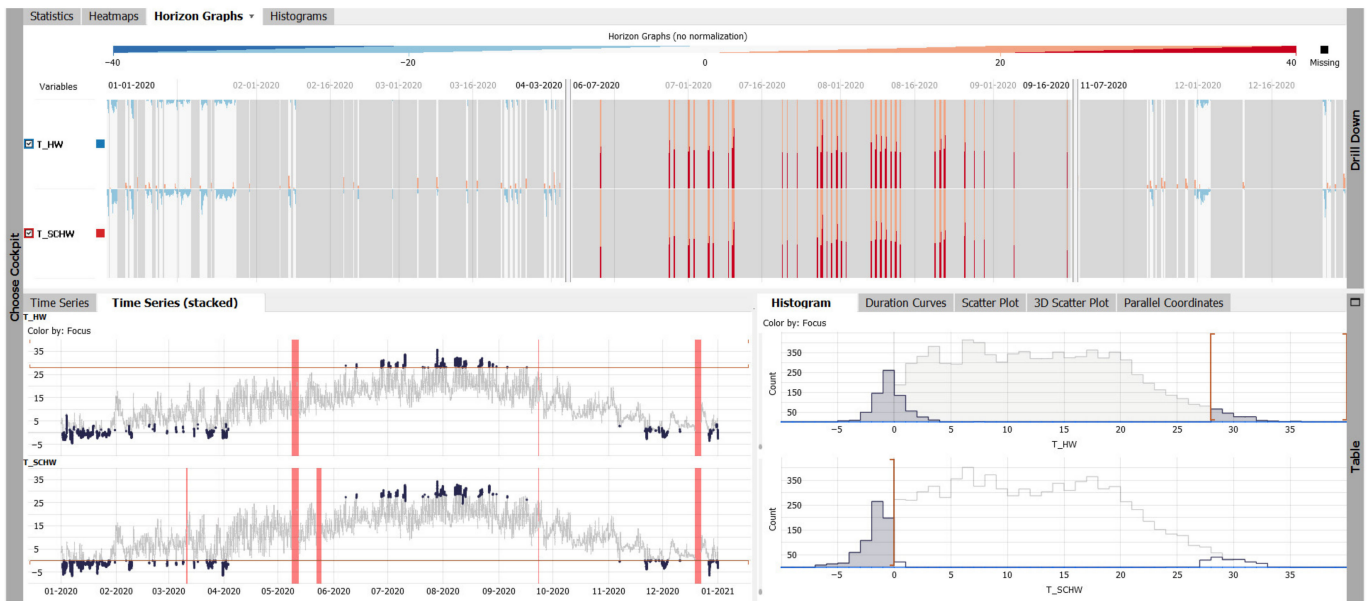 Statistics Heatmaps Horizon Graphs ▾ Histograms
Horizon Graphs (no normalization)
−40 −20 0 20 40 Missing
Variables 01-01-2020 02-01-2020 02-16-2020 03-01-2020 03-16-2020 04-03-2020 06-07-2020 07-01-2020 07-16-2020 08-01-2020 08-16-2020 09-01-2020 09-16-2020 11-07-2020 12-01-2020 12-16-2020
T_HW
T_SCHW
Choose Cockpit
Drill Down
Time Series Time Series (stacked)
T_HW
Color by: Focus
35
25
15
5
−5
T_SCHW
35
25
15
5
−5
01-2020 02-2020 03-2020 04-2020 05-2020 06-2020 07-2020 08-2020 09-2020 10-2020 11-2020 12-2020 01-2021
Histogram Duration Curves Scatter Plot 3D Scatter Plot Parallel Coordinates
Color by: Focus
Count
350
250
150
50
−5 0 5 10 15 20 25 30 35
T_HW
Count
350
250
150
50
−5 0 5 10 15 20 25 30 35
T_SCHW
Table